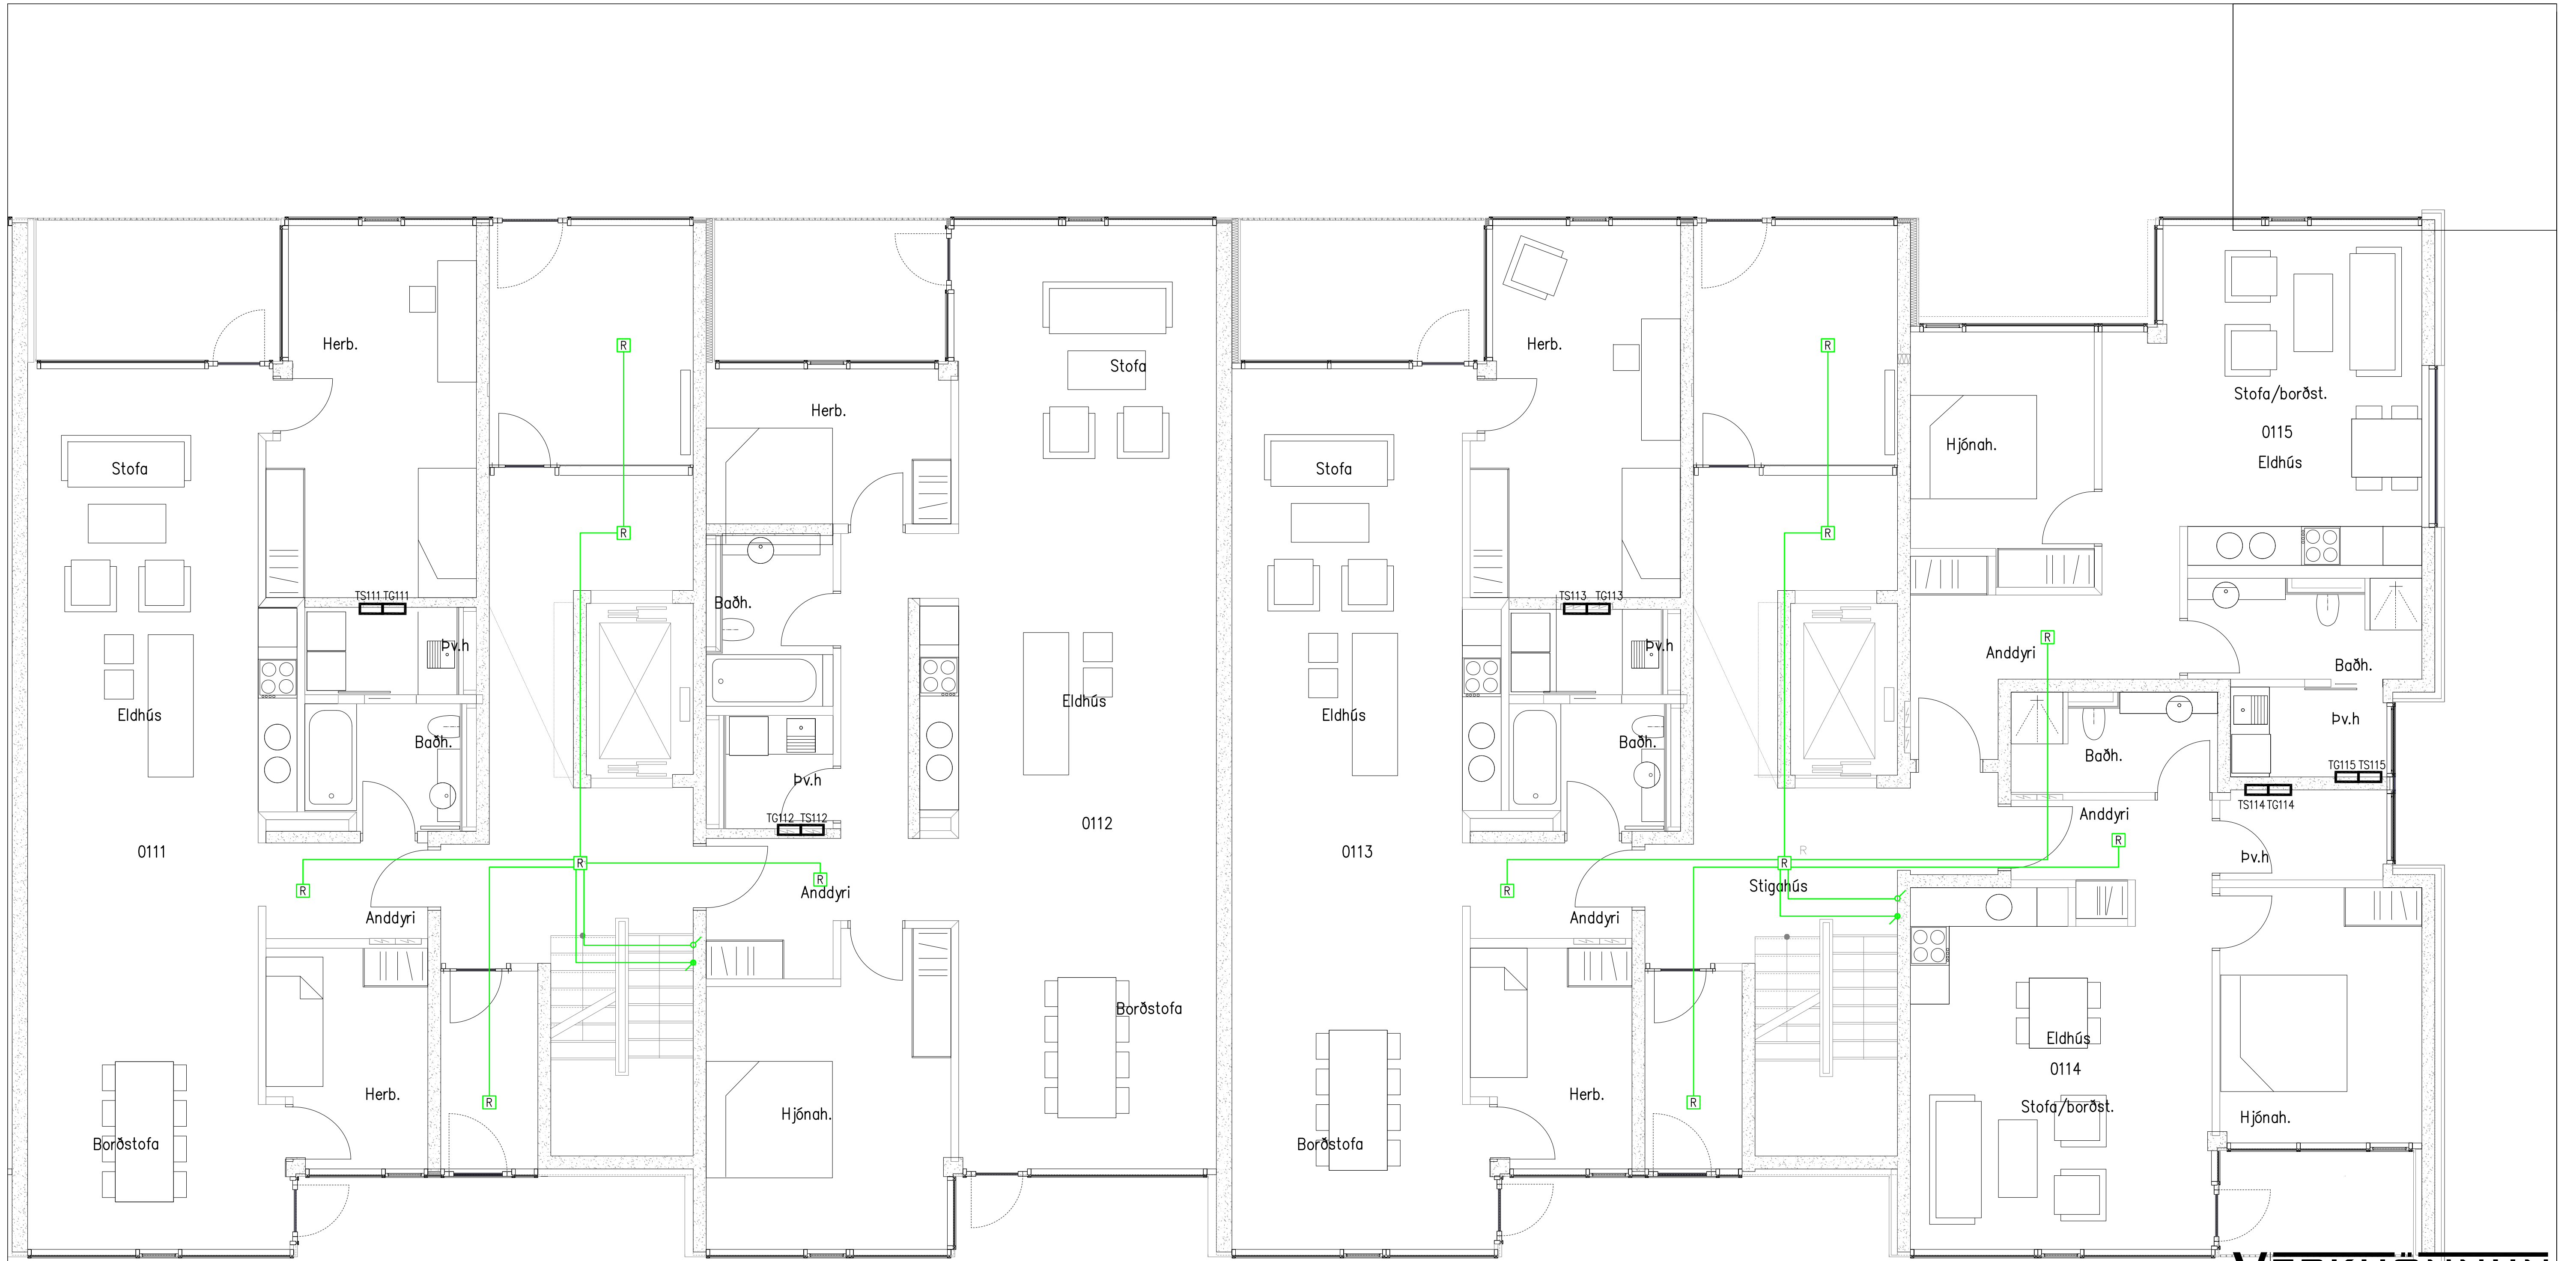 Herb.
R
Stofa
Herb.
R
Herb.
Stofa/borðst.
Stofa
Herb.
Hjónah.
0115
Stofa
Eldhús
R
R
TS111 TG111
Baðh.
TS113 TG113
R
Þv.h
Þv.h
Anddyri
Baðh.
Eldhús
Eldhús
Eldhús
Þv.h
Baðh.
Baðh.
Baðh.
Þv.h
TG115 TS115
TS114 TG114
TG112 TS112
0112
Anddyri
R
0111
0113
R
Þv.h
R
R
R
R
R
Anddyri
Stigahús
Anddyri
Anddyri
Borðstofa
Eldhús
0114
Herb.
R
Herb.
R
Stofa/borðst.
Hjónah.
Hjónah.
Borðstofa
Borðstofa